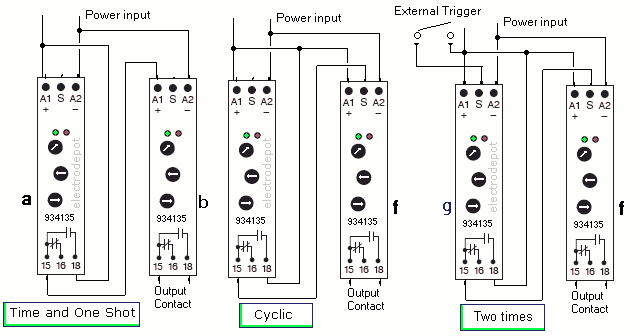 Power input
Power input
External Trigger
Power input
A1 S A2
+ −
A1 S A2
+ −
A1 S A2
+ −
A1 S A2
+ −
A1 S A2
+ −
A1 S A2
+ −
electrodepot
electrodepot
electrodepot
a
b
f
g
f
934135
934135
934135
934135
934135
934135
15 16 18
15 16 18
15 16 18
15 16 18
15 16 18
15 16 18
Output
Contact
Output
Contact
Output
Contact
Time and One Shot
Cyclic
Two times